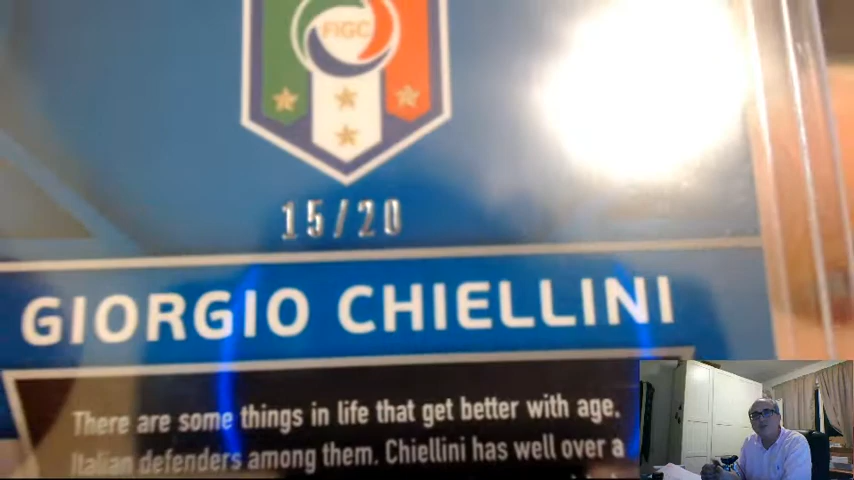 FIGC
15/20
GIORGIO CHIELLINI
There are some things in life that get better with age,
Italian defenders among them. Chiellini has well over a